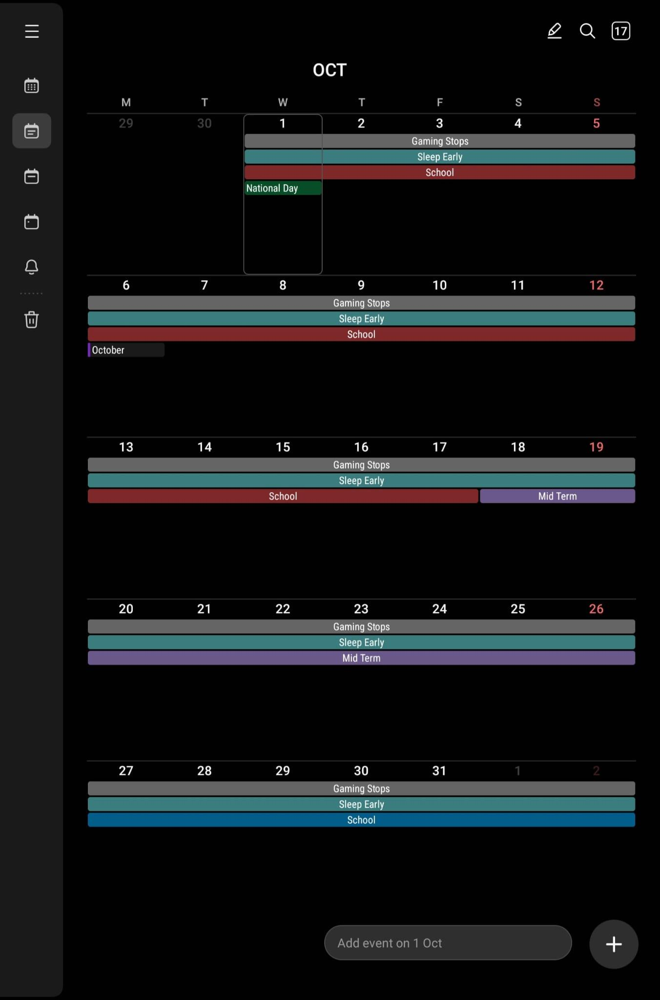 17
OCT
M T W T F S S
29 30 1 2 3 4 5
Gaming Stops
Sleep Early
School
National Day
6 7 8 9 10 11 12
Gaming Stops
Sleep Early
School
October
13 14 15 16 17 18 19
Gaming Stops
Sleep Early
School Mid Term
20 21 22 23 24 25 26
Gaming Stops
Sleep Early
Mid Term
27 28 29 30 31 1 2
Gaming Stops
Sleep Early
School
Add event on 1 Oct